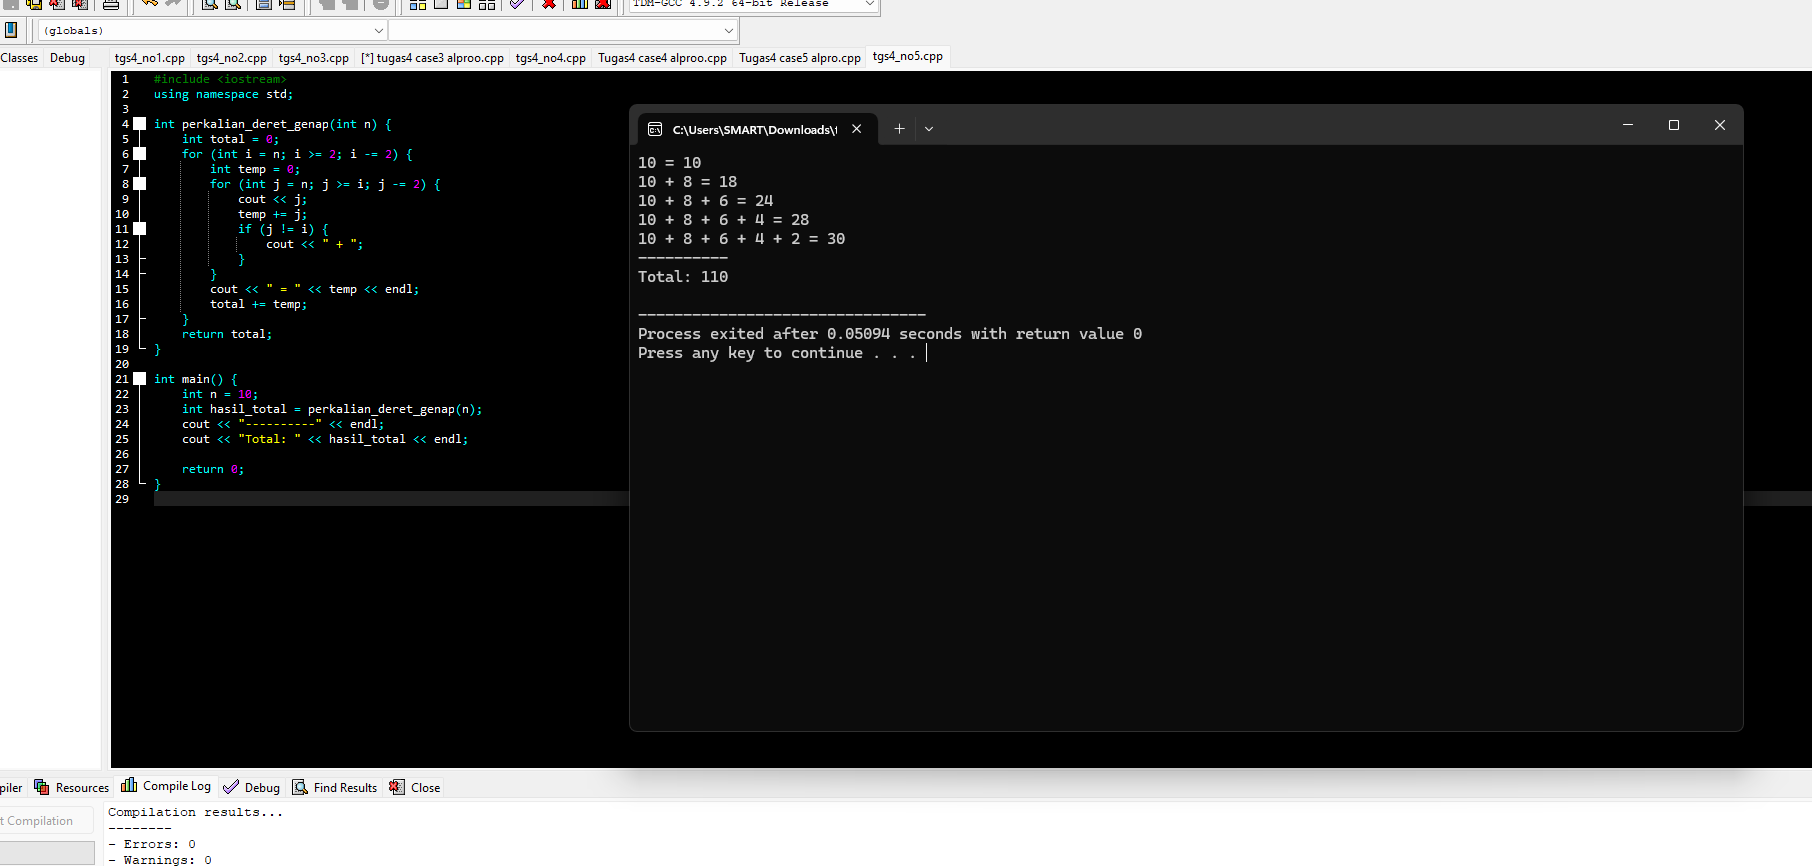 TDM-GCC 4.9.2 64-bit Release
(globals)
Classes Debug tgs4_no1.cpp tgs4_no2.cpp tgs4_no3.cpp [*] tugas4 case3 alproo.cpp tgs4_no4.cpp Tugas4 case4 alproo.cpp Tugas4 case5 alpro.cpp tgs4_no5.cpp
1 #include <iostream>
2 using namespace std;
3
4 int perkalian_deret_genap(int n) {
5 int total = 0;
6 for (int i = n; i >= 2; i -= 2) {
7 int temp = 0;
8 for (int j = n; j >= i; j -= 2) {
9 cout << j;
10 temp += j;
11 if (j != i) {
12 cout << " + ";
13 }
14 }
15 cout << " = " << temp << endl;
16 total += temp;
17 }
18 return total;
19 }
20
21 int main() {
22 int n = 10;
23 int hasil_total = perkalian_deret_genap(n);
24 cout << "----------" << endl;
25 cout << "Total: " << hasil_total << endl;
26
27 return 0;
28 }
29
C:\Users\SMART\Downloads\t
10 = 10
10 + 8 = 18
10 + 8 + 6 = 24
10 + 8 + 6 + 4 = 28
10 + 8 + 6 + 4 + 2 = 30
----------
Total: 110
--------------------------------
Process exited after 0.05094 seconds with return value 0
Press any key to continue . . .
piler Resources Compile Log Debug Find Results Close
t Compilation
Compilation results...
--------
- Errors: 0
- Warnings: 0